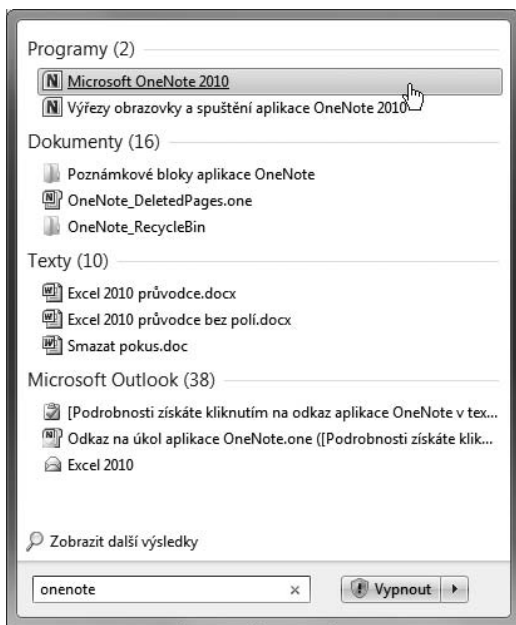 Programy (2)
Microsoft OneNote 2010
Výřezy obrazovky a spuštění aplikace OneNote 2010
Dokumenty (16)
Poznámkové bloky aplikace OneNote
OneNote_DeletedPages.one
OneNote_RecycleBin
Texty (10)
Excel 2010 průvodce.docx
Excel 2010 průvodce bez polí.docx
Smazat pokus.doc
Microsoft Outlook (38)
[Podrobnosti získáte kliknutím na odkaz aplikace OneNote v tex...
Odkaz na úkol aplikace OneNote.one ([Podrobnosti získáte klik...
Excel 2010
Zobrazit další výsledky
onenote
Vypnout